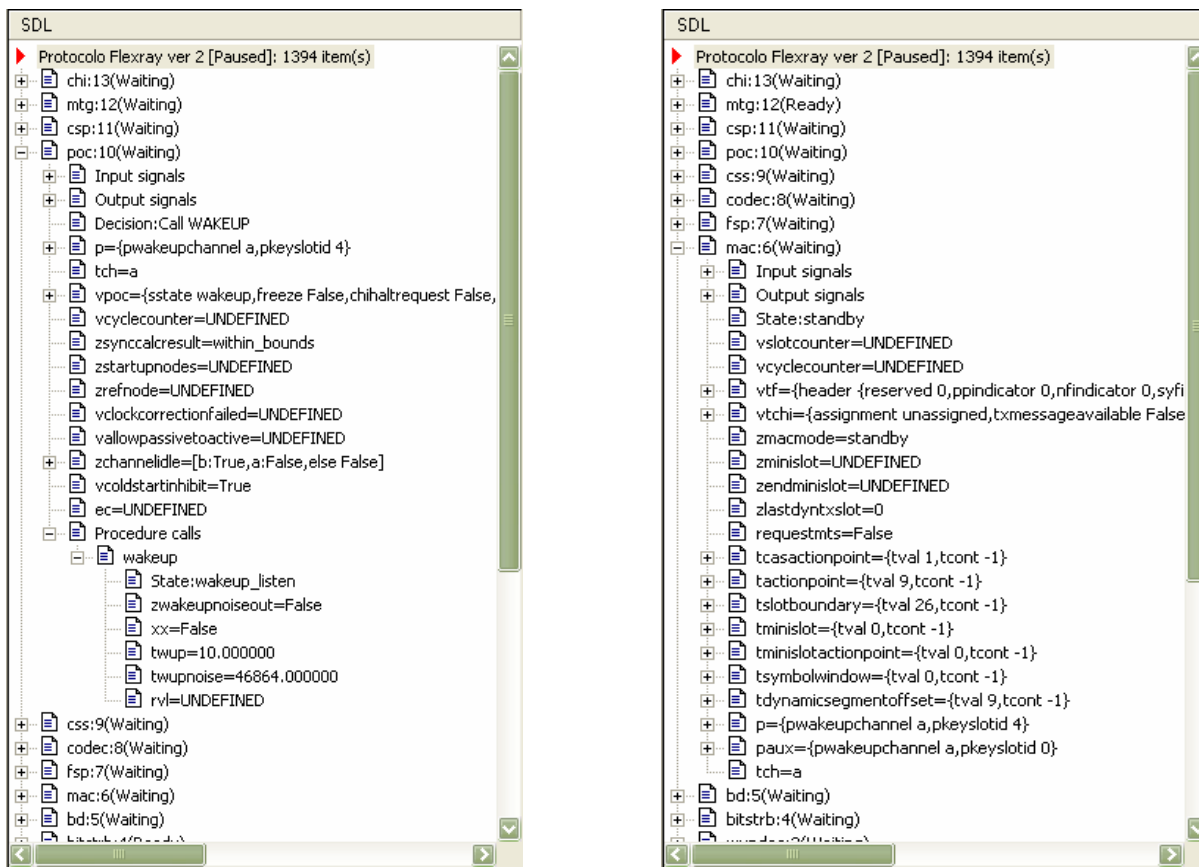 SDL
Protocolo Flexray ver 2 [Paused]: 1394 item(s)
chi:13(Waiting)
mtg:12(Waiting)
csp:11(Waiting)
poc:10(Waiting)
Input signals
Output signals
Decision:Call WAKEUP
p={pwakeupchannel a,pkeyslotid 4}
tch=a
vpoc={sstate wakeup,freeze False,chihaltrequest False,
vcyclecounter=UNDEFINED
zsynccalcresult=within_bounds
zstartupnodes=UNDEFINED
zrefnode=UNDEFINED
vclockcorrectionfailed=UNDEFINED
vallowpassivetoactive=UNDEFINED
zchannelidle=[b:True,a:False,else False]
vcoldstartinhibit=True
ec=UNDEFINED
Procedure calls
wakeup
State:wakeup_listen
zwakeupnoiseout=False
xx=False
twup=10.000000
twupnoise=46864.000000
rvl=UNDEFINED
css:9(Waiting)
codec:8(Waiting)
fsp:7(Waiting)
mac:6(Waiting)
bd:5(Waiting)
bitstrb:4(Ready)
SDL
Protocolo Flexray ver 2 [Paused]: 1394 item(s)
chi:13(Waiting)
mtg:12(Ready)
csp:11(Waiting)
poc:10(Waiting)
css:9(Waiting)
codec:8(Waiting)
fsp:7(Waiting)
mac:6(Waiting)
Input signals
Output signals
State:standby
vslotcounter=UNDEFINED
vcyclecounter=UNDEFINED
vtf={header {reserved 0,ppindicator 0,nfindicator 0,syfi
vtchi={assignment unassigned,txmessageavailable False
zmacmode=standby
zminislot=UNDEFINED
zendminislot=UNDEFINED
zlastdyntxslot=0
requestmts=False
tcasactionpoint={tval 1,tcont -1}
tactionpoint={tval 9,tcont -1}
tslotboundary={tval 26,tcont -1}
tminislot={tval 0,tcont -1}
tminislotactionpoint={tval 0,tcont -1}
tsymbolwindow={tval 0,tcont -1}
tdynamicsegmentoffset={tval 9,tcont -1}
p={pwakeupchannel a,pkeyslotid 4}
paux={pwakeupchannel a,pkeyslotid 0}
tch=a
bd:5(Waiting)
bitstrb:4(Waiting)